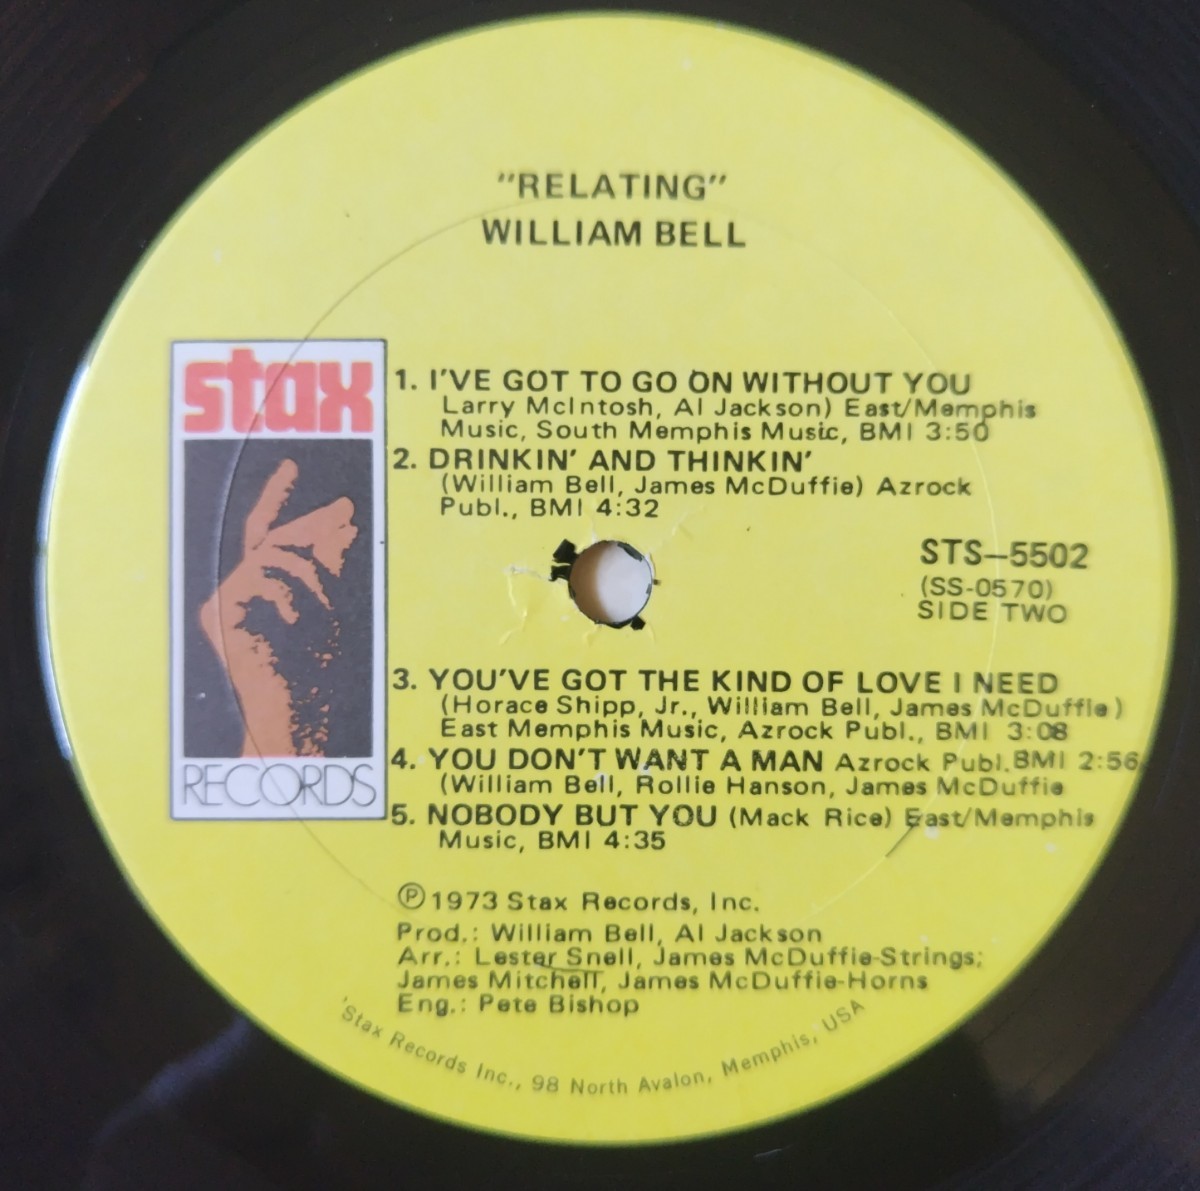 "RELATING"
WILLIAM BELL
stax
RECORDS
1. I'VE GOT TO GO ON WITHOUT YOU
Larry McIntosh, Al Jackson) East/Memphis
Music, South Memphis Music, BMI 3:50
2. DRINKIN' AND THINKIN'
(William Bell, James McDuffie) Azrock
Publ., BMI 4:32
STS-5502
(SS-0570)
SIDE TWO
3. YOU'VE GOT THE KIND OF LOVE I NEED
(Horace Shipp, Jr., William Bell, James McDuffie)
East Memphis Music, Azrock Publ., BMI 3:08
4. YOU DON'T WANT A MAN Azrock Publ. BMI 2:56
(William Bell, Rollie Hanson, James McDuffie
5. NOBODY BUT YOU (Mack Rice) East/Memphis
Music, BMI 4:35
Ⓟ 1973 Stax Records, Inc.
Prod.: William Bell, Al Jackson
Arr.: Lester Snell, James McDuffie-Strings;
James Mitchell, James McDuffie-Horns
Eng.: Pete Bishop
'Stax Records Inc., 98 North Avalon, Memphis, USA